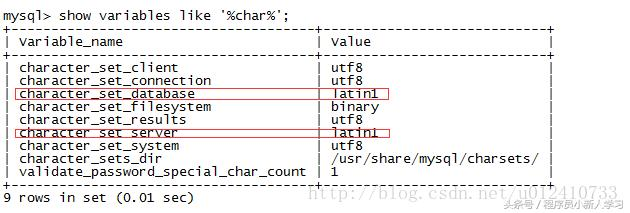 mysql> show variables like '%char%';
+--------------------------------------+----------------------------+
| Variable_name | Value |
+--------------------------------------+----------------------------+
| character_set_client | utf8 |
| character_set_connection | utf8 |
| character_set_database | latin1 |
| character_set_filesystem | binary |
| character_set_results | utf8 |
| character_set_server | latin1 |
| character_set_system | utf8 |
| character_sets_dir | /usr/share/mysql/charsets/ |
| validate_password_special_char_count | 1 |
+--------------------------------------+----------------------------+
9 rows in set (0.01 sec)
http://blog.csdn.net/u012410733
头条号 / 程序员小新人学习